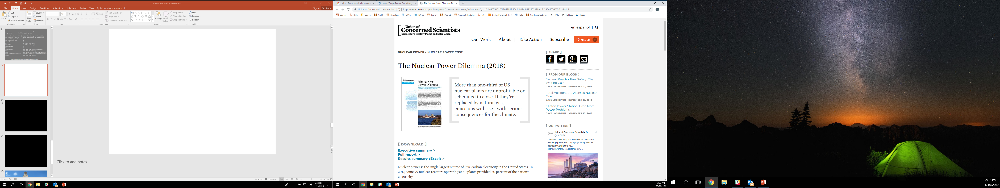 How Nukes Work - PowerPoint
Sign in
Share
File
Home
Insert
Design
Transitions
Animations
Slide Show
Review
View
Tell me what you want to do...
Paste
Cut
Copy
Format Painter
Clipboard
New
Slide
Layout
Reset
Section
Slides
24
Font
Text Direction
Align Text
Convert to SmartArt
Paragraph
Arrange
Quick
Styles
Shape Fill
Shape Outline
Shape Effects
Drawing
Find
Replace
Select
Editing
21
22
23
24
25
Click to add notes
Slide 22 of 26
Notes
Comments
100%
2:32 PM
11/16/2018
union of concerned scientists nu
Seven Things People Got Wrong
The Nuclear Power Dilemma (20
Union of Concerned Scientists, Inc. [US] | https://www.ucsusa.org/nuclear-power/cost-nuclear-power/retirements?_ga=2.68367313.1717052947.1542400265-1929339798.1542306463#.W-8pI-hKiUk
Canvas
RMS
Concur
CLIPS
Directory
LYNM
NNDC
Library
Pub DB
Course Schedules
FAR
Bechtel Chart of the
Polls
Grad Applications
FRMS
FoNSaE
Inbox
Union of
Concerned Scientists
Science for a Healthy Planet and Safer World
en español |
Our Work | About | Take Action | Subscribe
Donate
NUCLEAR POWER > NUCLEAR POWER COST
The Nuclear Power Dilemma (2018)
The Nuclear
Power Dilemma
More than one-third of US
nuclear plants are unprofitable or
scheduled to close. If they're
replaced by natural gas,
emissions will rise—with serious
consequences for the climate.
[ DOWNLOAD ]
Executive summary >
Full report >
Results summary (Excel) >
Nuclear power is the single largest source of low-carbon electricity in the United States. In
2017, some 99 nuclear reactors operating at 60 plants provided 20 percent of the nation's
electricity.
[ SHARE ]
[ FROM OUR BLOGS ]
Nuclear Reactor Fuel Safety: The
Waiting Gain
DAVE LOCHBAUM | SEPTEMBER 27, 2018
Fatal Accident at Arkansas Nuclear
One
DAVE LOCHBAUM | SEPTEMBER 13, 2018
Clinton Power Station: Even More
Power Problems
DAVE LOCHBAUM | SEPTEMBER 10, 2018
[ ON TWITTER ]
Union of Concerned Scientists
@UCSUSA
Cool new power map of California's fossil fuel and
bioenergy power plants by @PhySciEng. Find the
nearest power plant to you
psehealthyenergy.org/california-pow...
2:32 PM
11/16/2018
2:32 PM
11/16/2018